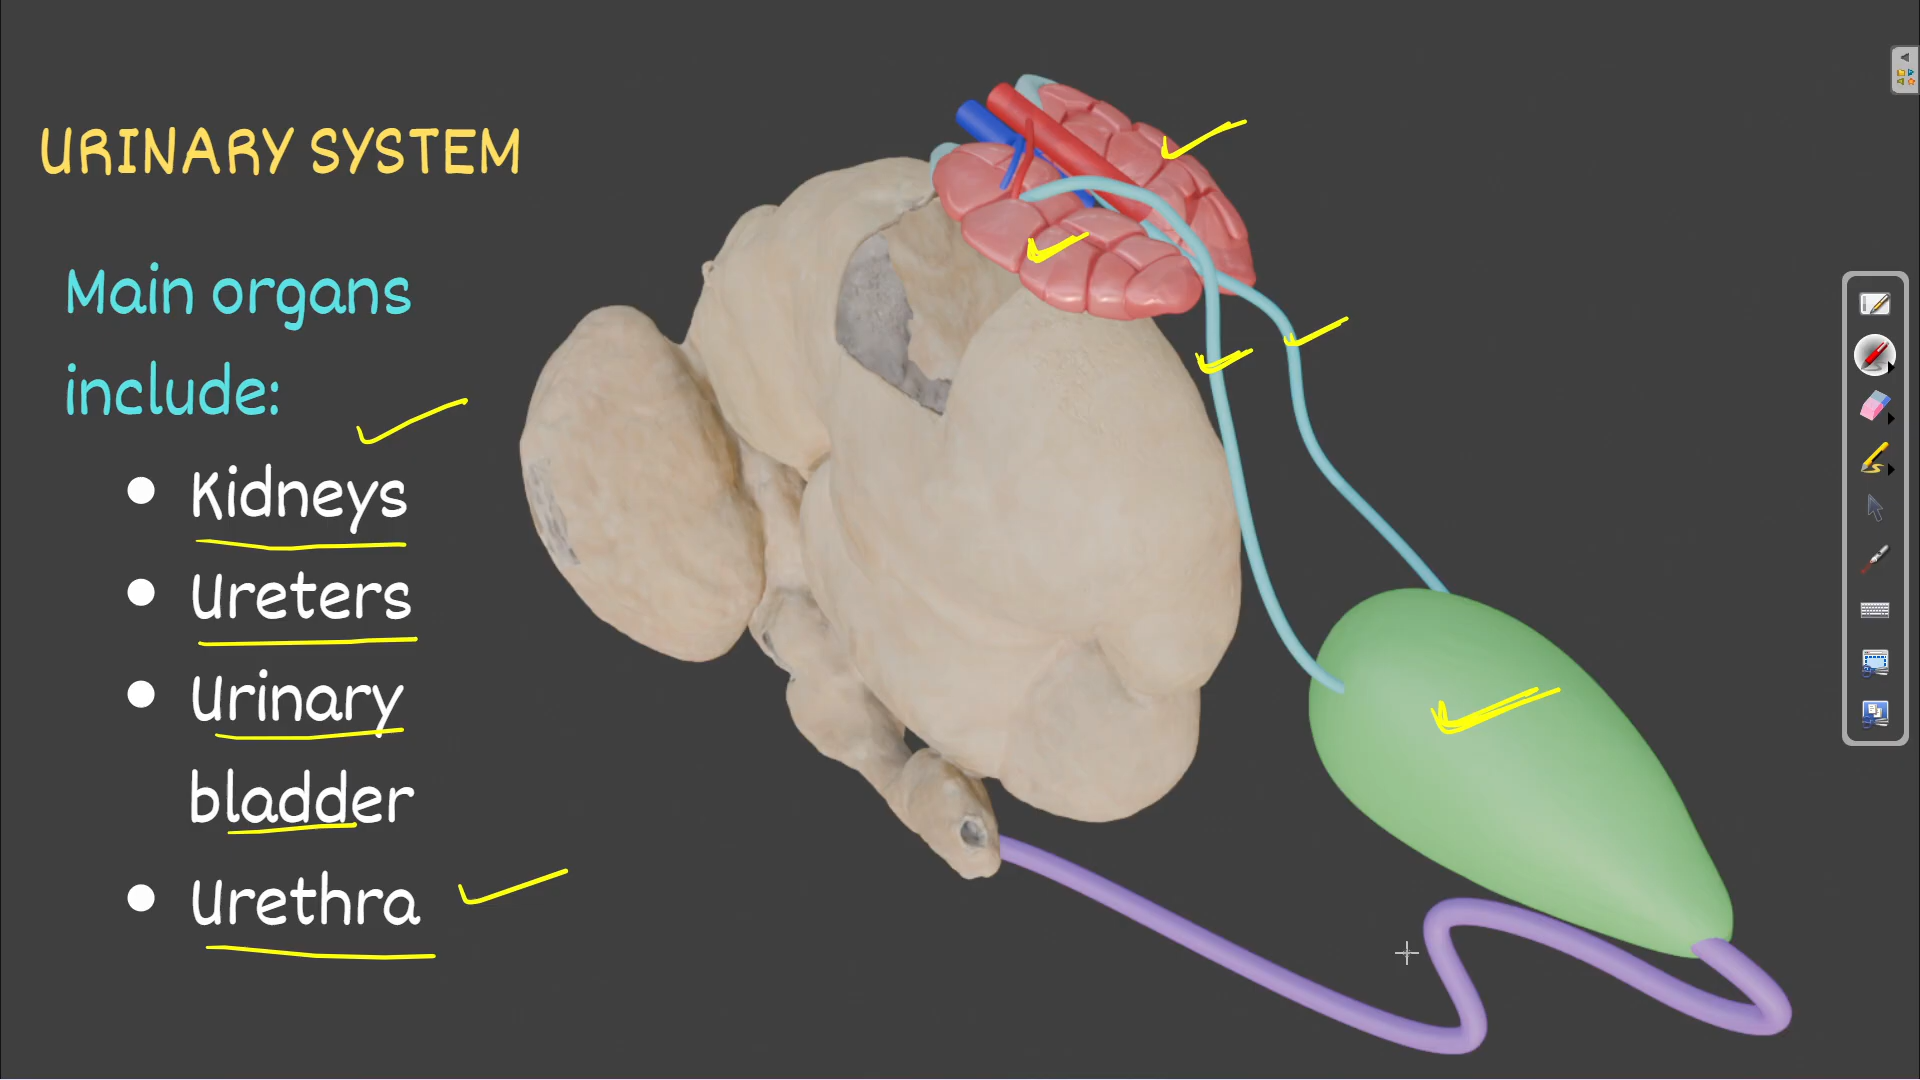 URINARY SYSTEM
Main organs
include:
• Kidneys
• Ureters
• Urinary
bladder
• Urethra